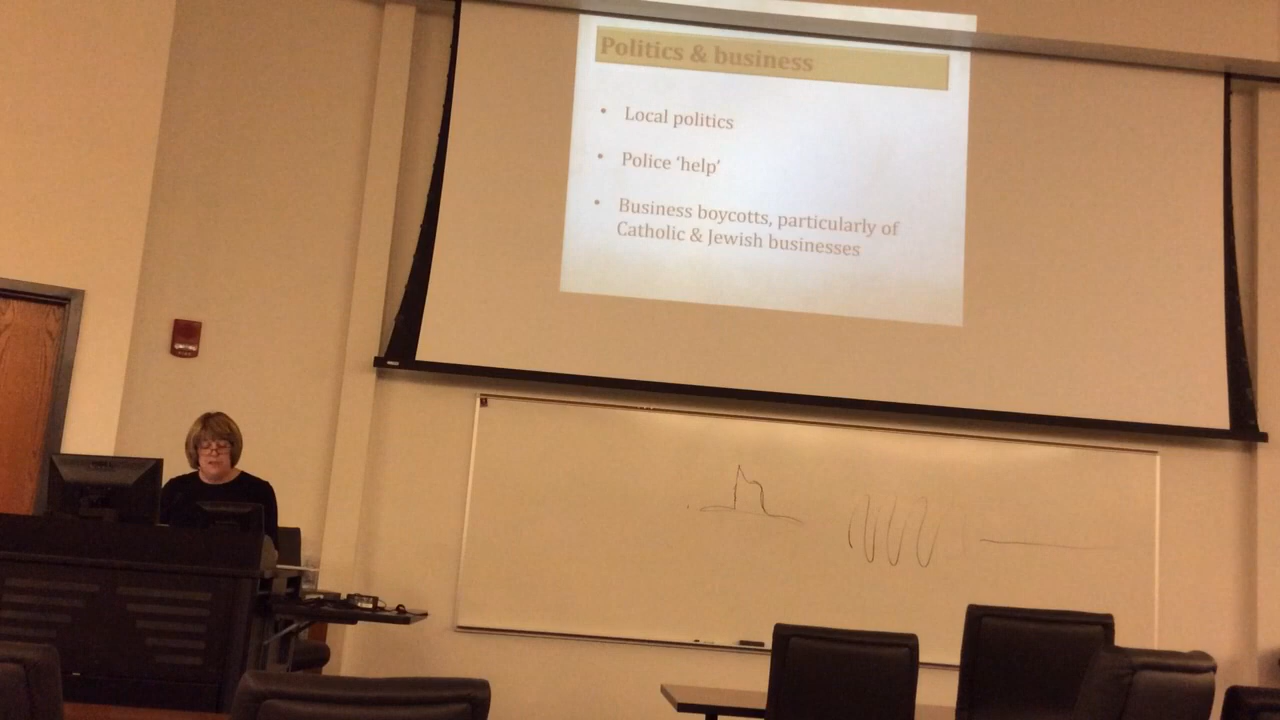 Politics & business
• Local politics
• Police ‘help’
• Business boycotts, particularly of
Catholic & Jewish businesses